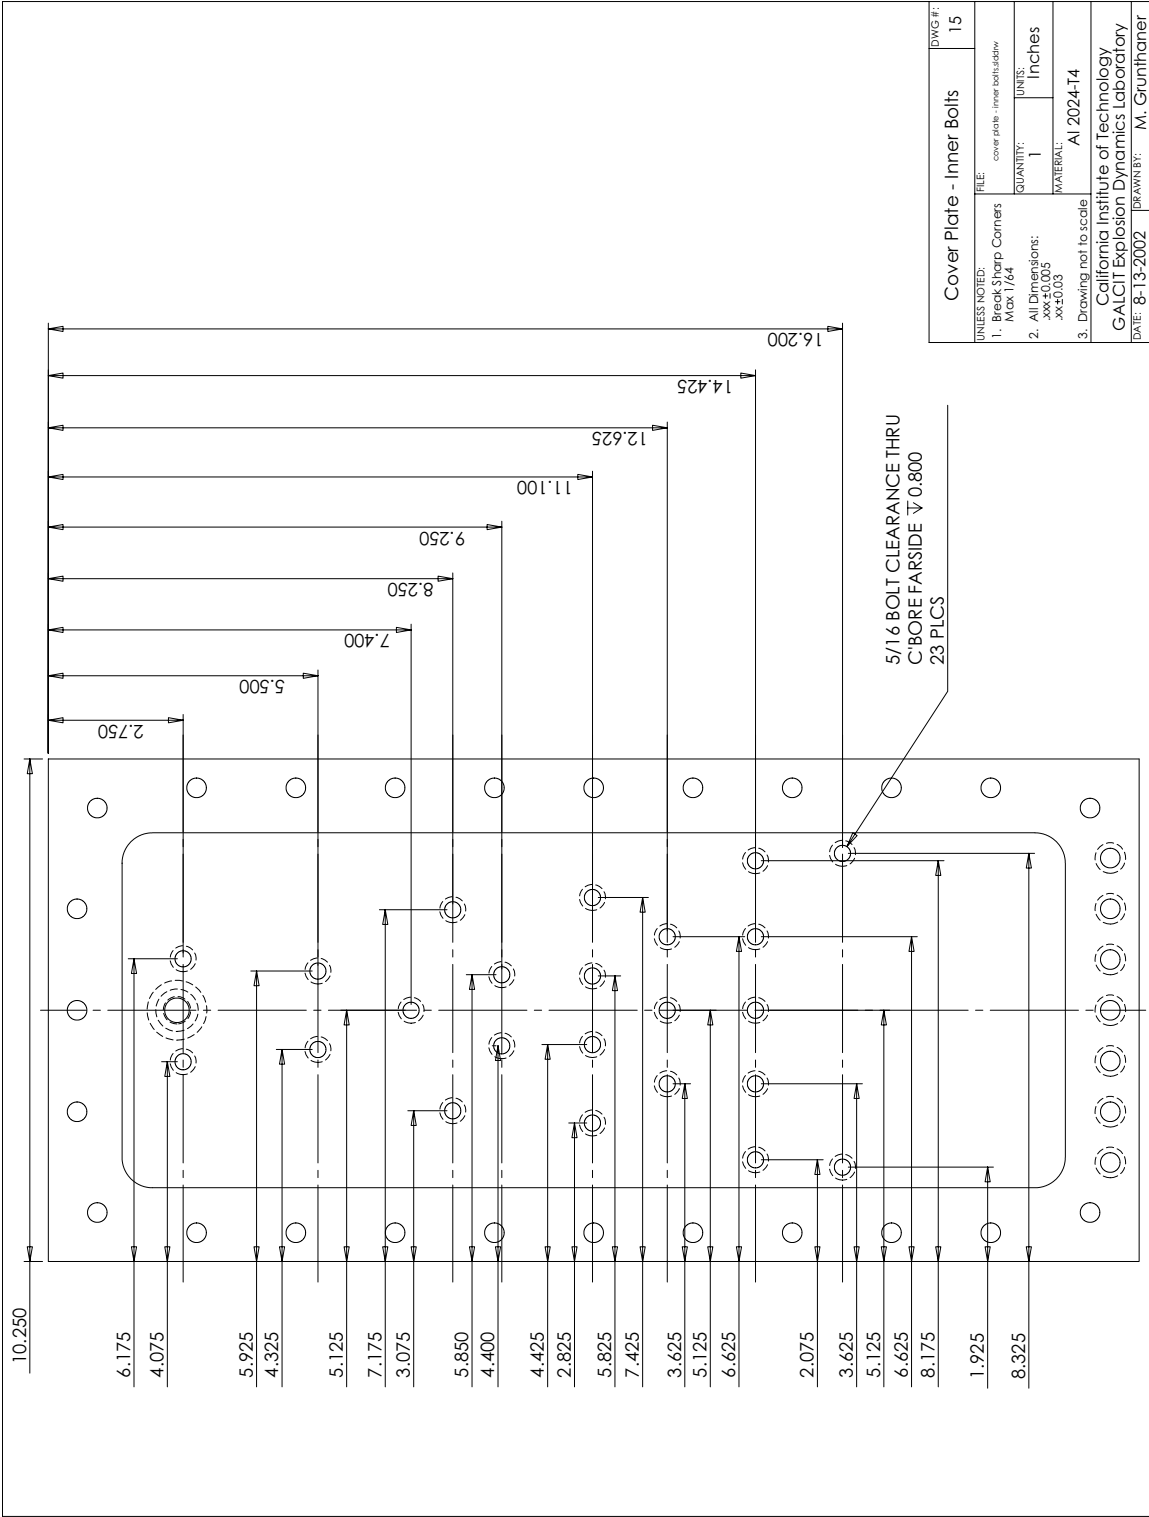 Cover Plate - Inner Bolts
DWG #:
15
UNLESS NOTED:
1. Break Sharp Corners
Max 1/64
2. All Dimensions:
.xxx±0.005
.xx±0.03
3. Drawing not to scale
FILE:
cover plate - inner bolts.slddrw
QUANTITY:
1
UNITS:
Inches
MATERIAL:
Al 2024-T4
California Institute of Technology
GALCIT Explosion Dynamics Laboratory
DATE: 8-13-2002
DRAWN BY: M. Grunthaner
16.200
14.425
12.625
11.100
9.250
8.250
7.400
5.500
2.750
5/16 BOLT CLEARANCE THRU
C'BORE FARSIDE ↧ 0.800
23 PLCS
10.250
6.175
4.075
5.925
4.325
5.125
7.175
3.075
5.850
4.400
4.425
2.825
5.825
7.425
3.625
5.125
6.625
2.075
3.625
5.125
6.625
8.175
1.925
8.325